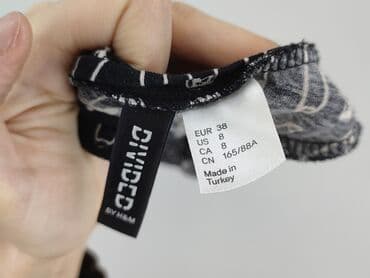 DIVIDED
BY H&M
EUR 38
US 8
CA 8
CN 165/88A
Made in
Turkey